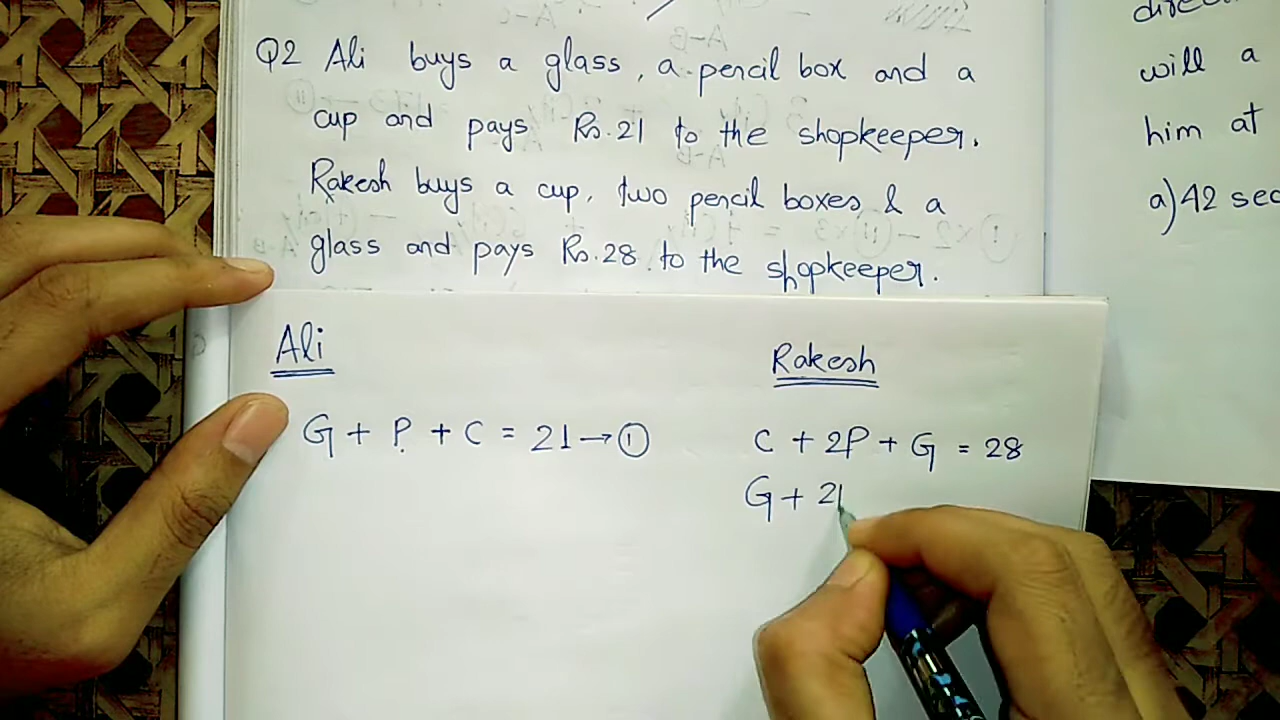 Q2 Ali buys a glass, a pencil box and a
cup and pays Rs. 21 to the shopkeeper.
Rakesh buys a cup, two pencil boxes & a
glass and pays Rs. 28 to the shopkeeper.
Ali
G + P + C = 21 → ①
Rakesh
C + 2P + G = 28
G + 2
will a
him at
a) 42 sec